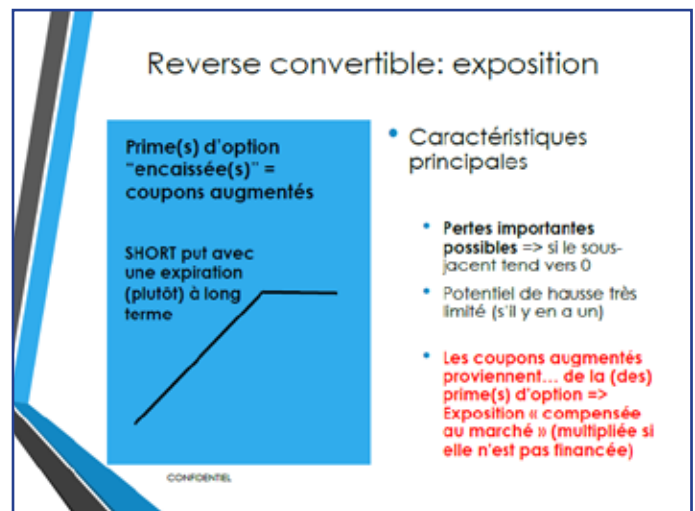 Reverse convertible: exposition
Prime(s) d'option
"encaissée(s)" =
coupons augmentés
SHORT put avec
une expiration
(plutôt) à long
terme
CONFIDENTIEL
• Caractéristiques
principales
• Pertes importantes
possibles => si le sous-
jacent tend vers 0
• Potentiel de hausse très
limité (s'il y en a un)
• Les coupons augmentés
proviennent... de la (des)
prime(s) d'option =>
Exposition « compensée
au marché » (multipliée si
elle n'est pas financée)